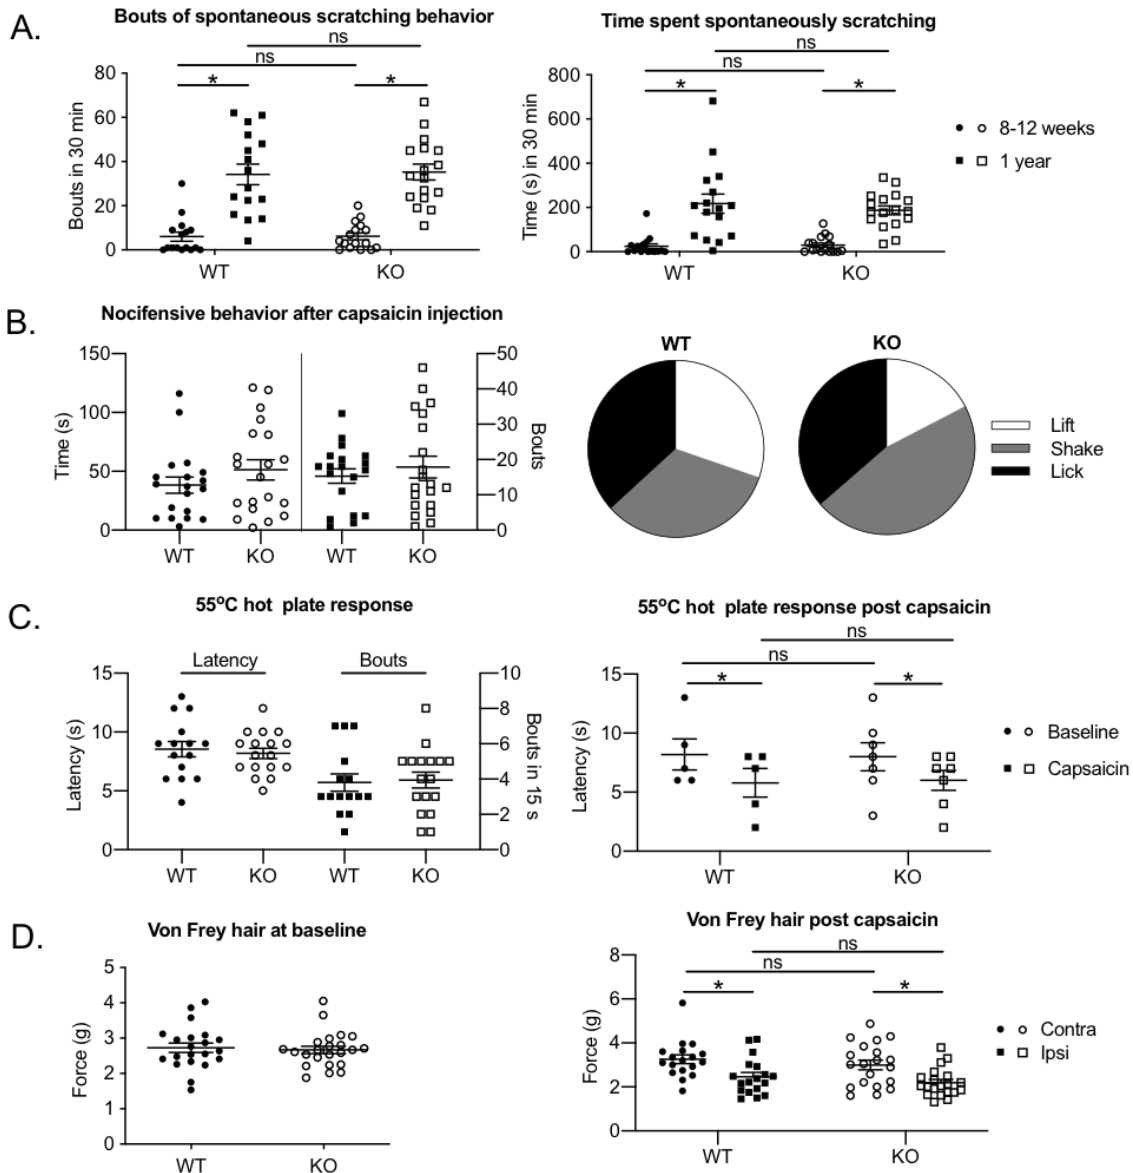 A.
Bouts of spontaneous scratching behavior
ns
ns
*
*
80
60
40
20
0
Bouts in 30 min
WT
KO
Time spent spontaneously scratching
ns
ns
*
*
800
600
400
200
0
Time (s) in 30 min
WT
KO
8-12 weeks
1 year
B.
Nocifensive behavior after capsaicin injection
150
100
50
0
Time (s)
50
40
30
20
10
0
Bouts
WT
KO
WT
KO
WT
KO
Lift
Shake
Lick
C.
55°C hot plate response
Latency
Bouts
15
10
5
0
Latency (s)
10
8
6
4
2
0
Bouts in 15 s
WT
KO
WT
KO
55°C hot plate response post capsaicin
ns
ns
*
*
15
10
5
0
Latency (s)
WT
KO
Baseline
Capsaicin
D.
Von Frey hair at baseline
5
4
3
2
1
0
Force (g)
WT
KO
Von Frey hair post capsaicin
ns
ns
*
*
8
6
4
2
0
Force (g)
WT
KO
Contra
Ipsi